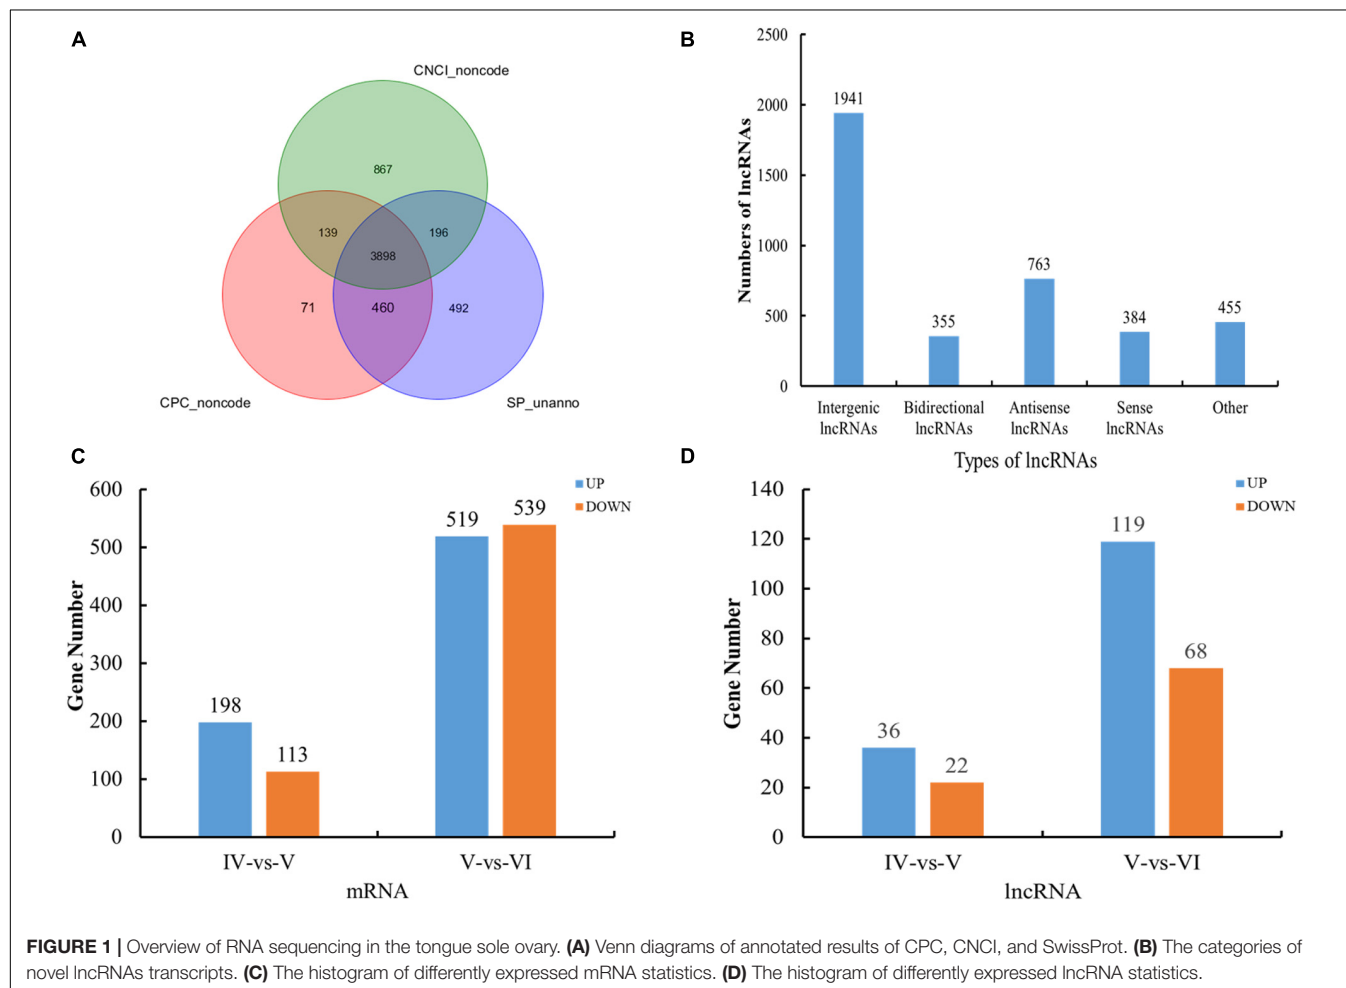 A
CNCI_noncode
867
139
196
3898
71
460
492
CPC_noncode
SP_unanno
B
2500
2000
1500
1000
500
0
Numbers of lncRNAs
1941
355
763
384
455
Intergenic lncRNAs
Bidirectional lncRNAs
Antisense lncRNAs
Sense lncRNAs
Other
Types of lncRNAs
C
600
500
400
300
200
100
0
Gene Number
UP
DOWN
198
113
519
539
IV-vs-V
V-vs-VI
mRNA
D
140
120
100
80
60
40
20
0
Gene Number
UP
DOWN
36
22
119
68
IV-vs-V
V-vs-VI
lncRNA
FIGURE 1 | Overview of RNA sequencing in the tongue sole ovary. (A) Venn diagrams of annotated results of CPC, CNCI, and SwissProt. (B) The categories of
novel lncRNAs transcripts. (C) The histogram of differently expressed mRNA statistics. (D) The histogram of differently expressed lncRNA statistics.